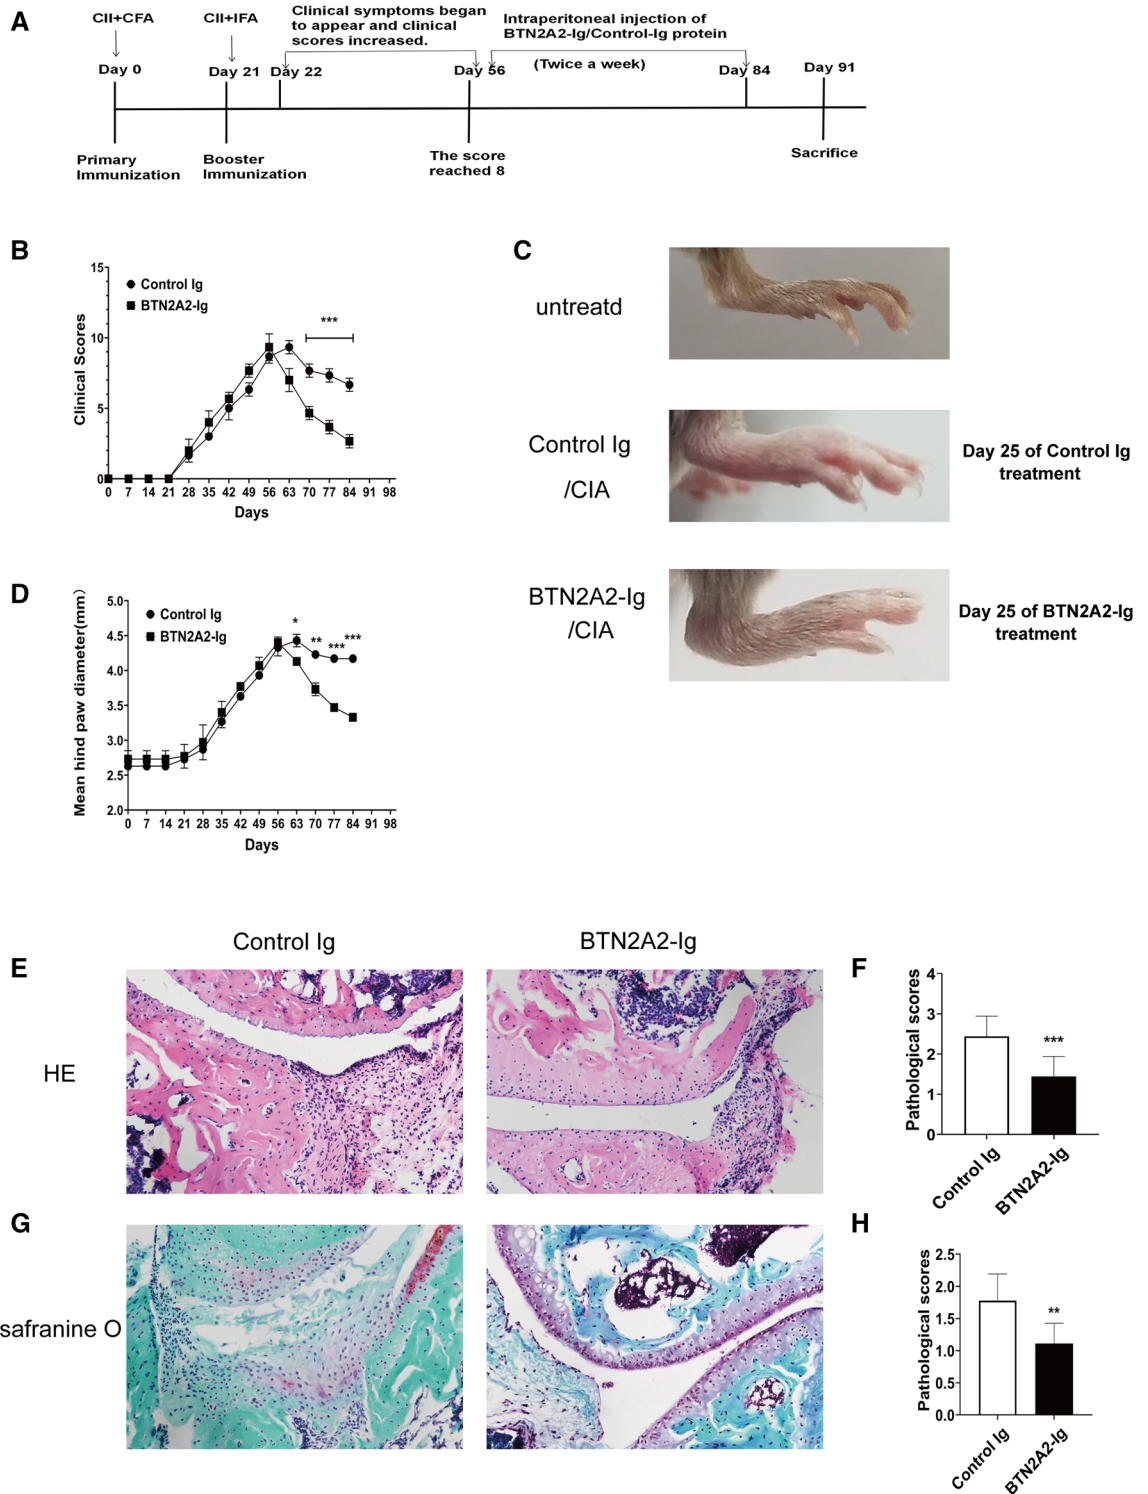 A
CII+CFA
CII+IFA
Clinical symptoms began
to appear and clinical
scores increased.
Intraperitoneal injection of
BTN2A2-Ig/Control-Ig protein
(Twice a week)
Day 0
Day 21
Day 22
Day 56
Day 84
Day 91
Primary
Immunization
Booster
Immunization
The score
reached 8
Sacrifice
B
Control Ig
BTN2A2-Ig
***
Clinical Scores
15
10
5
0
0 7 14 21 28 35 42 49 56 63 70 77 84 91 98
Days
C
untreatd
Control Ig
/CIA
Day 25 of Control Ig
treatment
BTN2A2-Ig
/CIA
Day 25 of BTN2A2-Ig
treatment
D
Control Ig
BTN2A2-Ig
* ** *** ***
Mean hind paw diameter(mm)
5.0
4.5
4.0
3.5
3.0
2.5
2.0
0 7 14 21 28 35 42 49 56 63 70 77 84 91 98
Days
Control Ig
BTN2A2-Ig
E
HE
F
Pathological scores
4
3
2
1
0
***
Control Ig
BTN2A2-Ig
G
safranine O
H
Pathological scores
2.5
2.0
1.5
1.0
0.5
0.0
**
Control Ig
BTN2A2-Ig